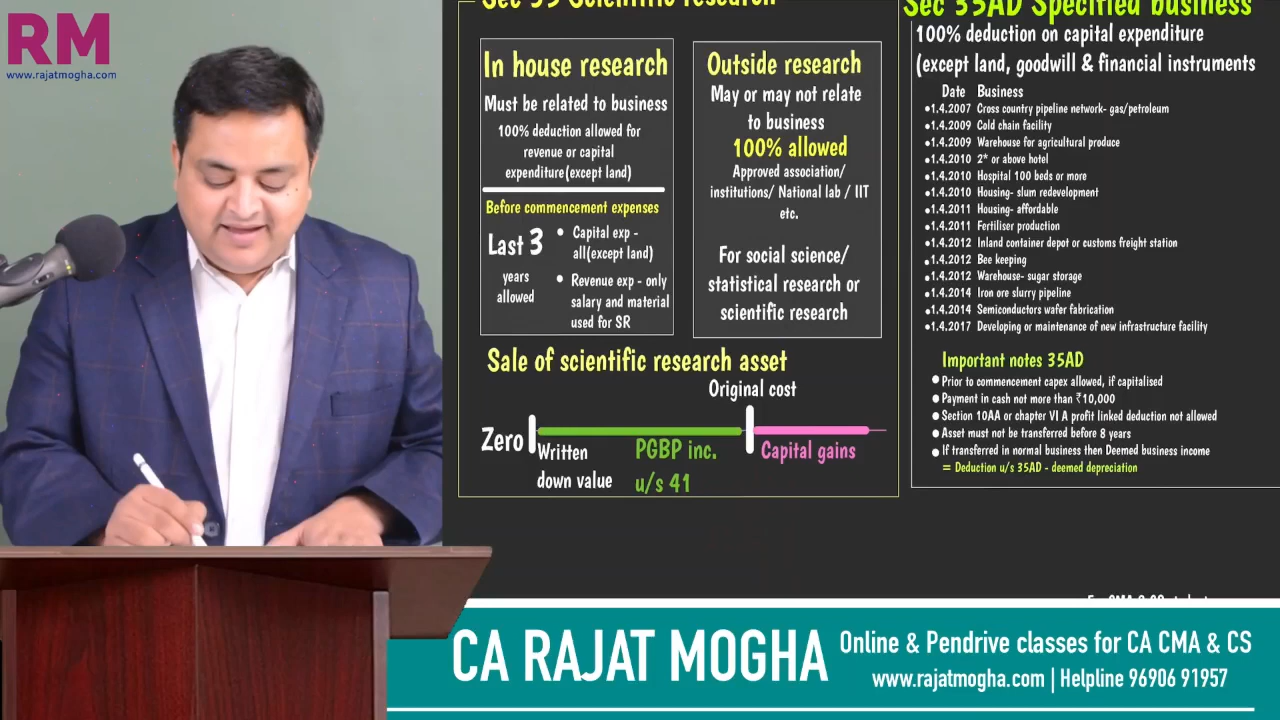 RM
www.rajatmogha.com
Sec 35 Scientific research
In house research
Must be related to business
100% deduction allowed for
revenue or capital
expenditure(except land)
Before commencement expenses
Last 3
years
allowed
• Capital exp -
all(except land)
• Revenue exp - only
salary and material
used for SR
Outside research
May or may not relate
to business
100% allowed
Approved association/
institutions/ National lab / IIT
etc.
For social science/
statistical research or
scientific research
Sale of scientific research asset
Original cost
Zero
Written
down value
PGBP inc.
u/s 41
Capital gains
Sec 35AD Specified business
100% deduction on capital expenditure
(except land, goodwill & financial instruments
Date Business
•1.4.2007 Cross country pipeline network- gas/petroleum
•1.4.2009 Cold chain facility
•1.4.2009 Warehouse for agricultural produce
•1.4.2010 2* or above hotel
•1.4.2010 Hospital 100 beds or more
•1.4.2010 Housing- slum redevelopment
•1.4.2011 Housing- affordable
•1.4.2011 Fertiliser production
•1.4.2012 Inland container depot or customs freight station
•1.4.2012 Bee keeping
•1.4.2012 Warehouse- sugar storage
•1.4.2014 Iron ore slurry pipeline
•1.4.2014 Semiconductors wafer fabrication
•1.4.2017 Developing or maintenance of new infrastructure facility
Important notes 35AD
• Prior to commencement capex allowed, if capitalised
• Payment in cash not more than ₹10,000
• Section 10AA or chapter VI A profit linked deduction not allowed
• Asset must not be transferred before 8 years
• If transferred in normal business then Deemed business income
= Deduction u/s 35AD - deemed depreciation
CA RAJAT MOGHA
Online & Pendrive classes for CA CMA & CS
www.rajatmogha.com | Helpline 96906 91957